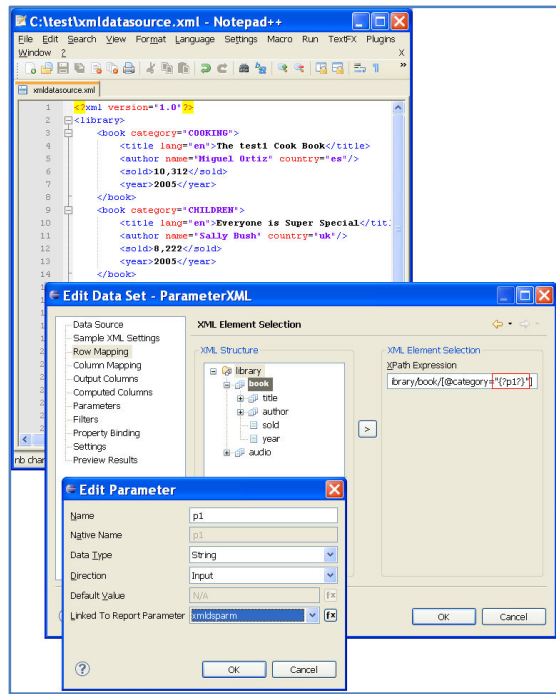 C:\test\xmldatasource.xml - Notepad++
File Edit Search View Format Language Settings Macro Run TextFX Plugins
Window ? X
xmldatasource.xml
1 <?xml version="1.0"?>
2 <library>
3 <book category="COOKING">
4 <title lang="en">The test1 Cook Book</title>
5 <author name="Miguel Ortiz" country="es"/>
6 <sold>10,312</sold>
7 <year>2005</year>
8 </book>
9 <book category="CHILDREN">
10 <title lang="en">Everyone is Super Special</tit
11 <author name="Sally Bush" country="uk"/>
12 <sold>8,222</sold>
13 <year>2005</year>
14 </book>
nb char
Edit Data Set - ParameterXML
Data Source
Sample XML Settings
Row Mapping
Column Mapping
Output Columns
Computed Columns
Parameters
Filters
Property Binding
Settings
Preview Results
XML Element Selection
XML Structure
library
book
title
author
sold
year
audio
>
XML Element Selection
XPath Expression
ibrary/book/[@category="{?p1?}"]
OK Cancel
Edit Parameter
Name p1
Native Name p1
Data Type String
Direction Input
Default Value N/A fx
Linked To Report Parameter xmldsparm fx
? OK Cancel